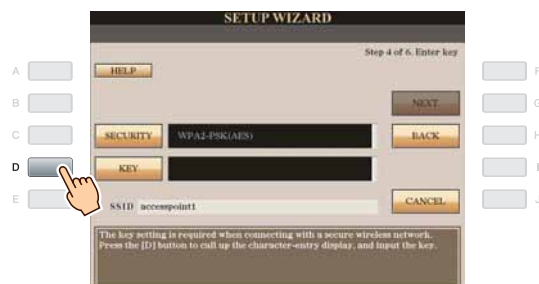 SETUP WIZARD
Step 4 of 6. Enter key
A
HELP
F
B
NEXT
G
C
SECURITY
WPA2-PSK(AES)
BACK
H
D
KEY
I
E
SSID accesspoint1
CANCEL
J
The key setting is required when connecting with a secure wireless network.
Press the [D] button to call up the character-entry display, and input the key.